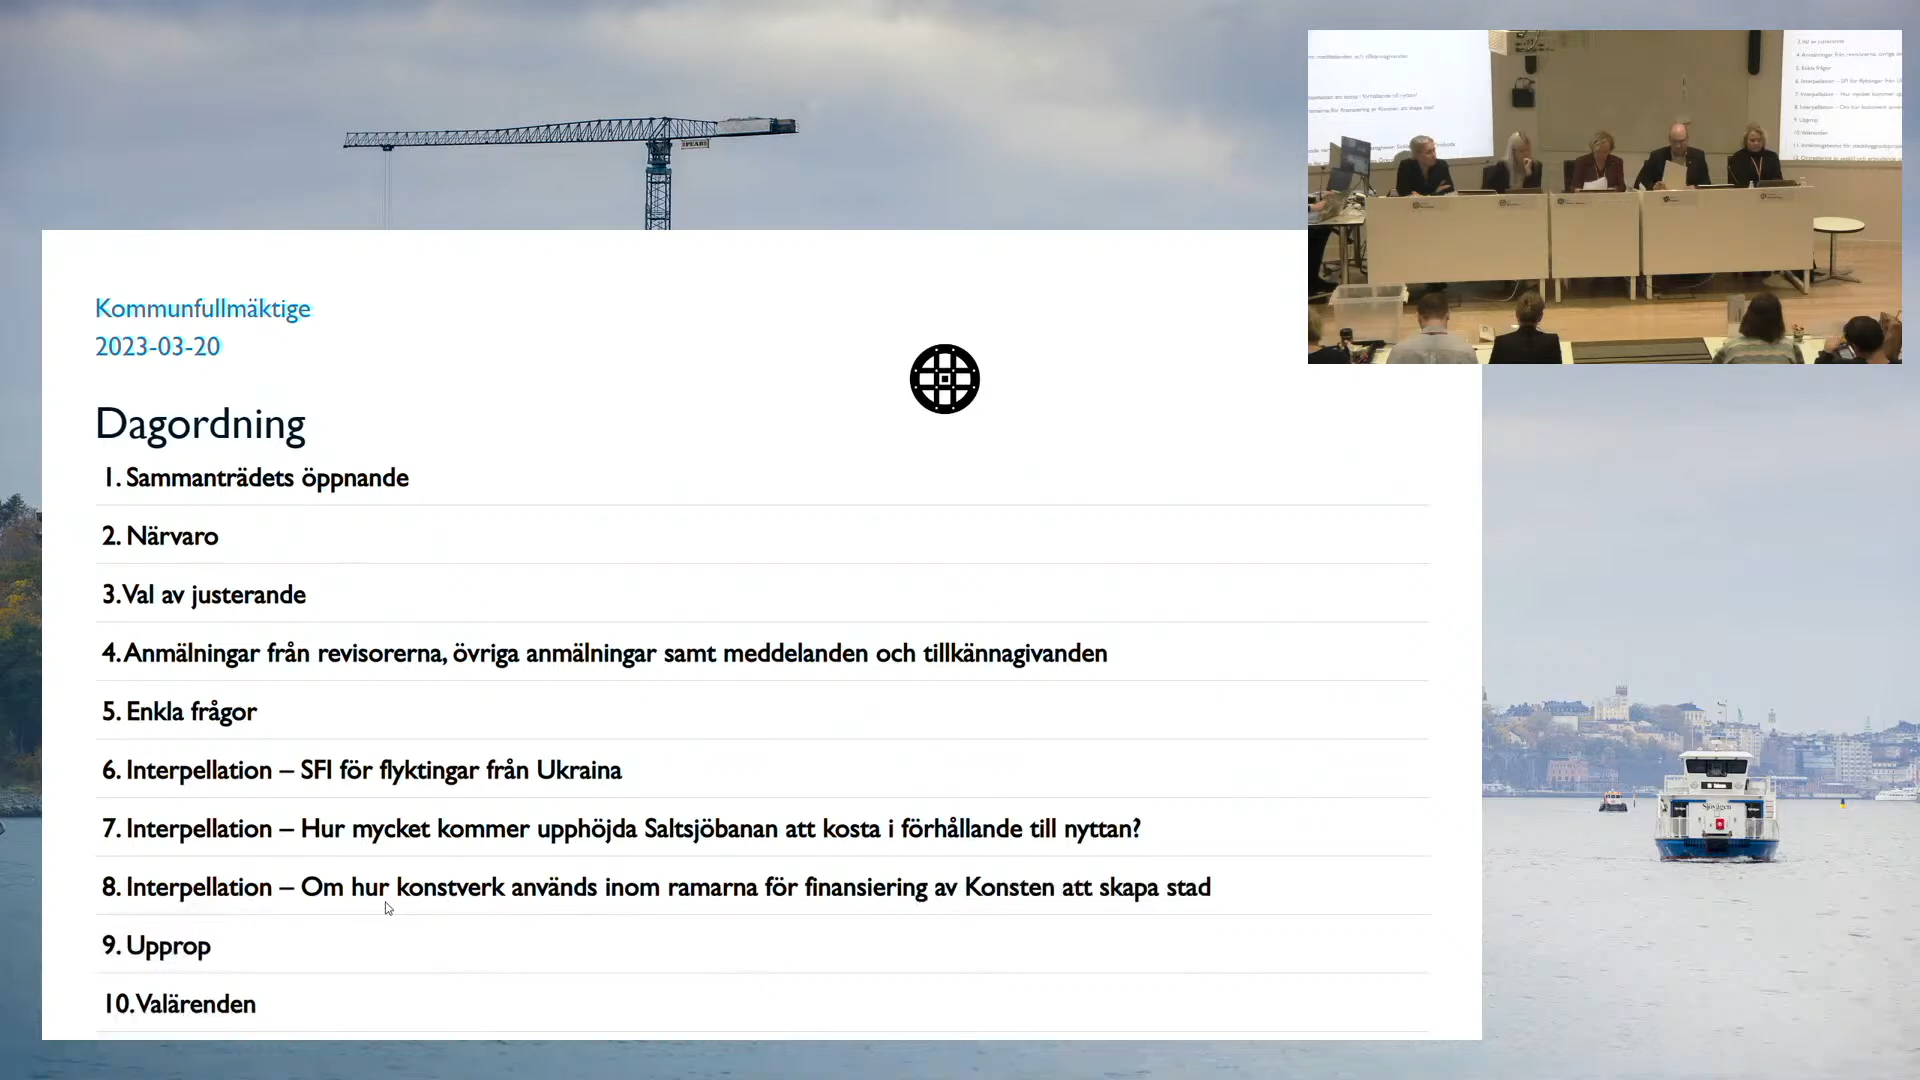 PEAB
Kommunfullmäktige
2023-03-20
Dagordning
1. Sammanträdets öppnande
2. Närvaro
3. Val av justerande
4. Anmälningar från revisorerna, övriga anmälningar samt meddelanden och tillkännagivanden
5. Enkla frågor
6. Interpellation – SFI för flyktingar från Ukraina
7. Interpellation – Hur mycket kommer upphöjda Saltsjöbanan att kosta i förhållande till nyttan?
8. Interpellation – Om hur konstverk används inom ramarna för finansiering av Konsten att skapa stad
9. Upprop
10. Valärenden
Sjövägen